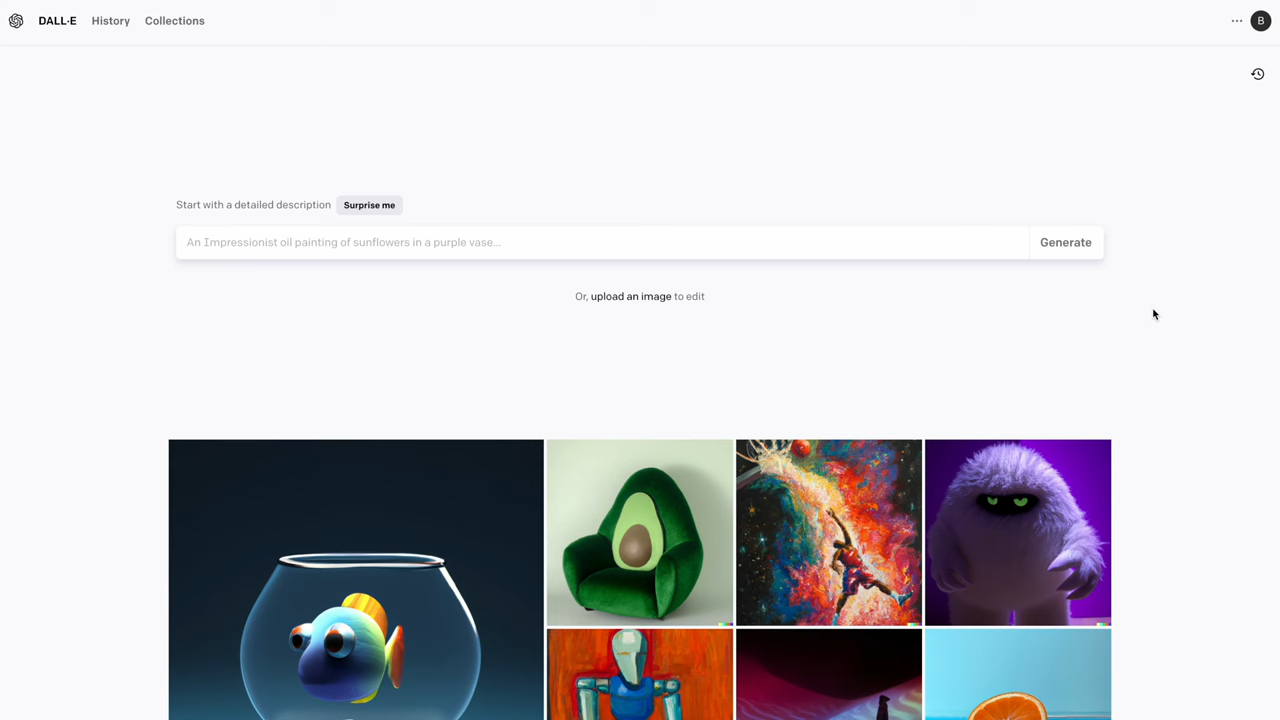 DALL·E History Collections ... B
Start with a detailed description Surprise me
An Impressionist oil painting of sunflowers in a purple vase... Generate
Or, upload an image to edit